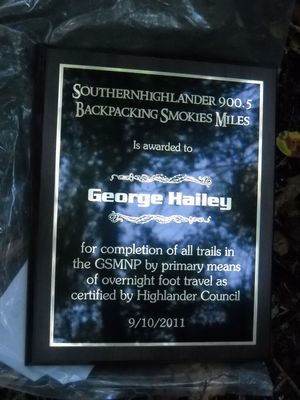 SOUTHERNHIGHLANDER 900.5
BACKPACKING SMOKIES MILES
Is awarded to
George Hailey
for completion of all trails in
the GSMNP by primary means
of overnight foot travel as
certified by Highlander Council
9/10/2011